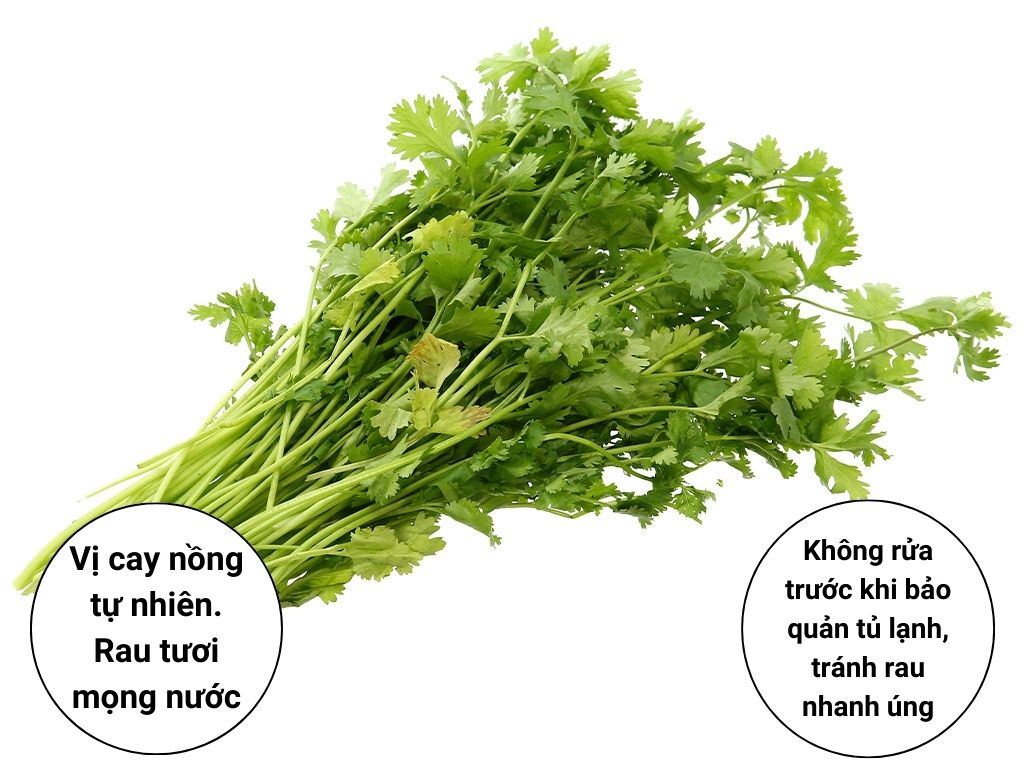 Vị cay nồng
tự nhiên.
Rau tươi
mọng nước
Không rửa
trước khi bảo
quản tủ lạnh,
tránh rau
nhanh úng